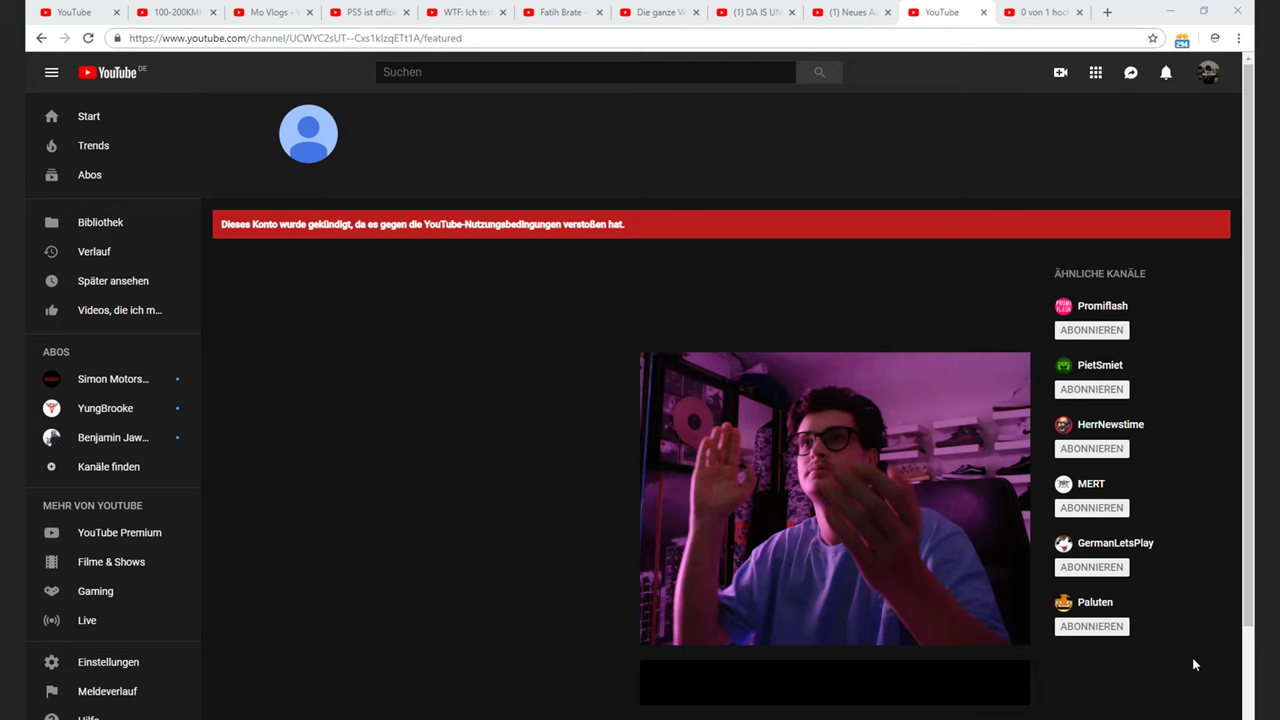 YouTube
100-200KM
Mo Vlogs -
PS5 ist offizi
WTF: Ich
Fatih Brate -
Die ganze W
(1) DA IS UN
(1) Neues A
YouTube
0 von 1 hoc
https://www.youtube.com/channel/UCWYC2sUT--Cxs1kIzqETt1A/featured
294
YouTube DE
Suchen
Start
Trends
Abos
Bibliothek
Verlauf
Später ansehen
Videos, die ich m...
Dieses Konto wurde gekündigt, da es gegen die YouTube-Nutzungsbedingungen verstoßen hat.
ABOS
Simon Motors...
YungBrooke
Benjamin Jaw...
Kanäle finden
MEHR VON YOUTUBE
YouTube Premium
Filme & Shows
Gaming
Live
Einstellungen
Meldeverlauf
Hilfe
ÄHNLICHE KANÄLE
Promiflash
ABONNIEREN
PietSmiet
ABONNIEREN
HerrNewstime
ABONNIEREN
MERT
ABONNIEREN
GermanLetsPlay
ABONNIEREN
Paluten
ABONNIEREN